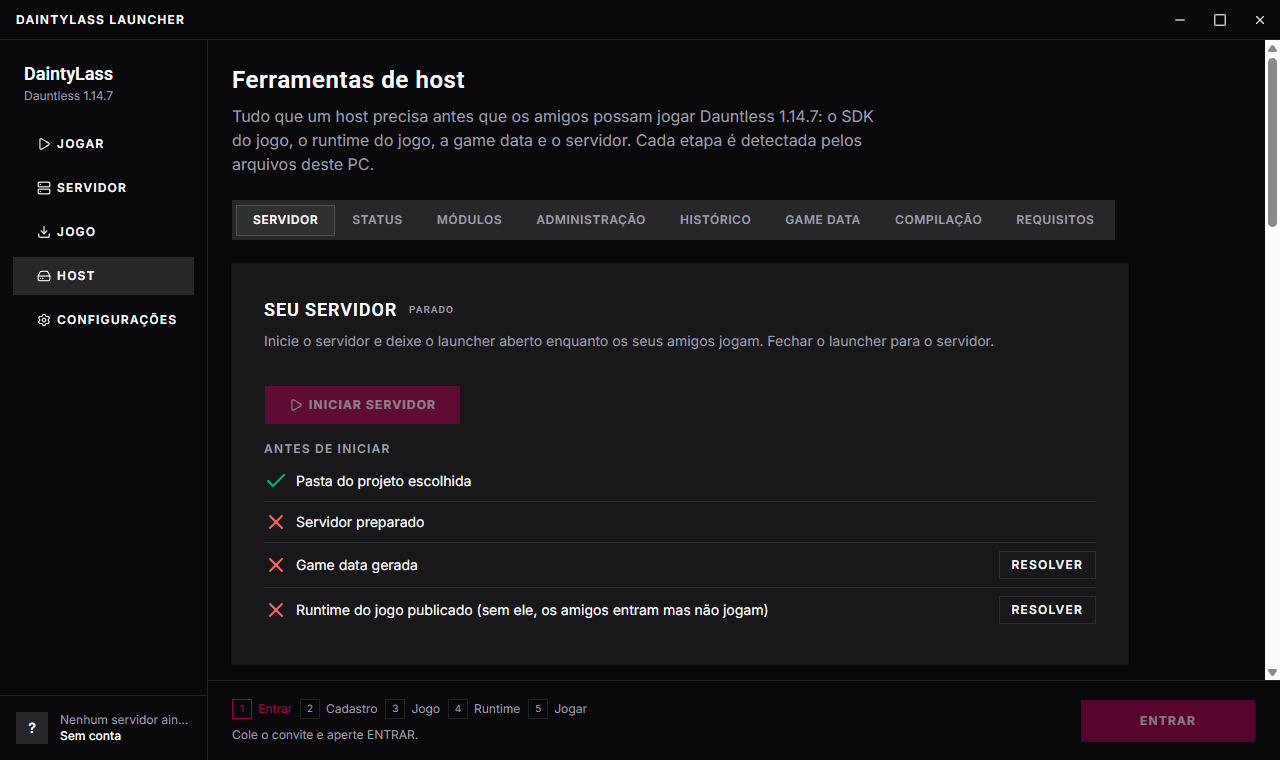 DAINTYLASS LAUNCHER
DaintyLass
Dauntless 1.14.7
JOGAR
SERVIDOR
JOGO
HOST
CONFIGURAÇÕES
Nenhum servidor ain...
?
Sem conta
Ferramentas de host
Tudo que um host precisa antes que os amigos possam jogar Dauntless 1.14.7: o SDK
do jogo, o runtime do jogo, a game data e o servidor. Cada etapa é detectada pelos
arquivos deste PC.
SERVIDOR STATUS MÓDULOS ADMINISTRAÇÃO HISTÓRICO GAME DATA COMPILAÇÃO REQUISITOS
SEU SERVIDOR PARADO
Inicie o servidor e deixe o launcher aberto enquanto os seus amigos jogam. Fechar o launcher para o servidor.
INICIAR SERVIDOR
ANTES DE INICIAR
Pasta do projeto escolhida
Servidor preparado
Game data gerada RESOLVER
Runtime do jogo publicado (sem ele, os amigos entram mas não jogam) RESOLVER
1 Entrar 2 Cadastro 3 Jogo 4 Runtime 5 Jogar
Cole o convite e aperte ENTRAR.
ENTRAR